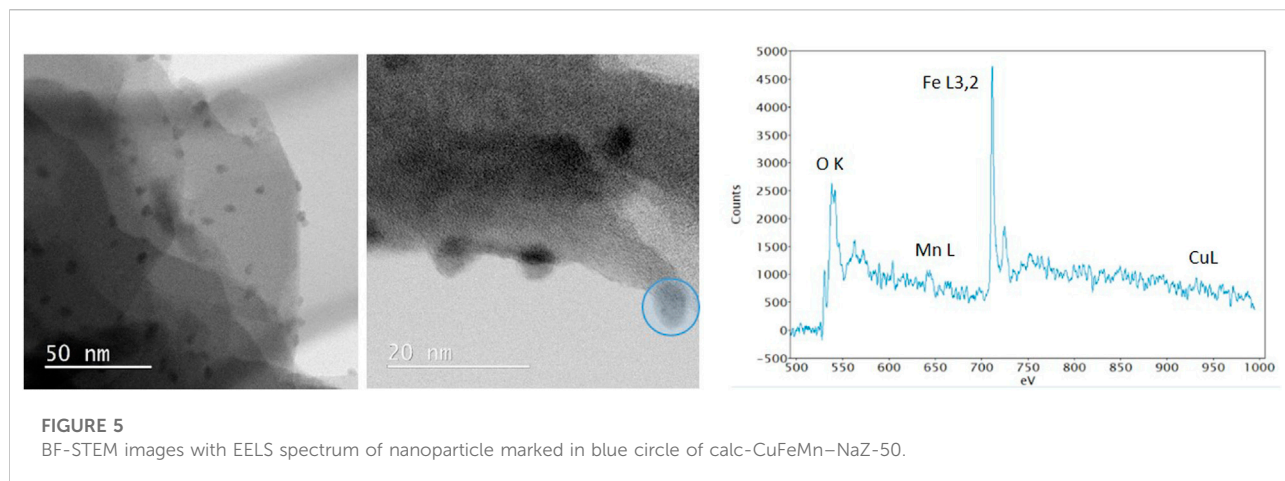 50 nm
20 nm
5000
4500
4000
3500
3000
2500
2000
1500
1000
500
0
-500
Counts
O K
Mn L
Fe L3,2
CuL
500 550 600 650 700 750 800 850 900 950 1000
eV
FIGURE 5
BF-STEM images with EELS spectrum of nanoparticle marked in blue circle of calc-CuFeMn–NaZ-50.